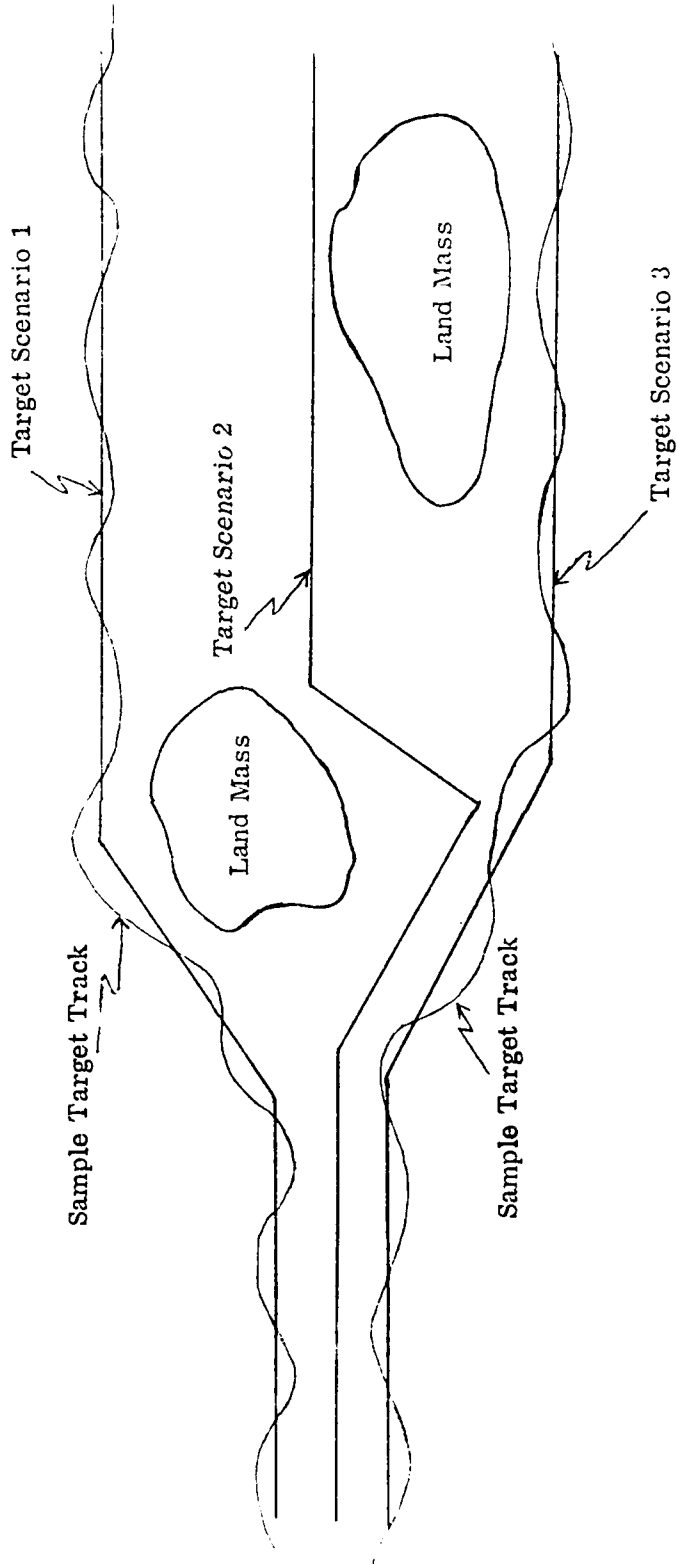 Target Scenario 1
Target Scenario 2
Land Mass
Land Mass
Target Scenario 3
Sample Target Track
Sample Target Track